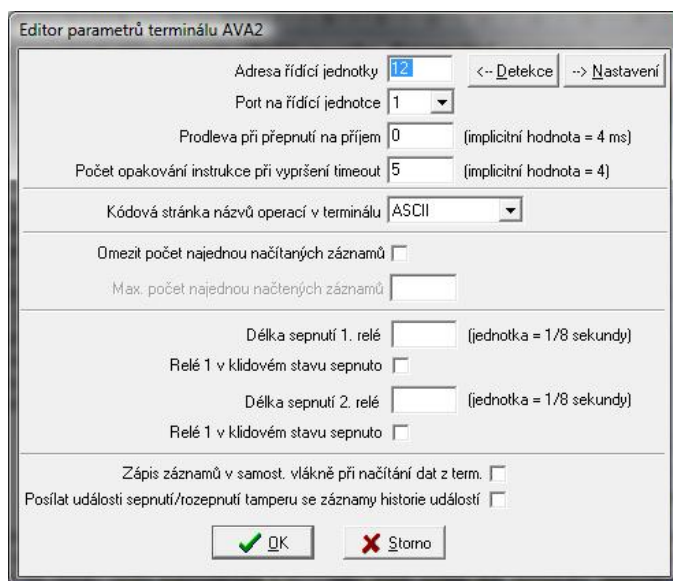 Editor parametrů terminálu AVA2
Adresa řídící jednotky 12 <-- Detekce --> Nastavení
Port na řídící jednotce 1
Prodleva při přepnutí na příjem 0 (implicitní hodnota = 4 ms)
Počet opakování instrukce při vypršení timeout 5 (implicitní hodnota = 4)
Kódová stránka názvů operací v terminálu ASCII
Omezit počet najednou načítaných záznamů
Max. počet najednou načtených záznamů
Délka sepnutí 1. relé (jednotka = 1/8 sekundy)
Relé 1 v klidovém stavu sepnuto
Délka sepnutí 2. relé (jednotka = 1/8 sekundy)
Relé 1 v klidovém stavu sepnuto
Zápis záznamů v samost. vlákně při načítání dat z term.
Posílat události sepnutí/rozepnutí tamperu se záznamy historie událostí
OK Storno